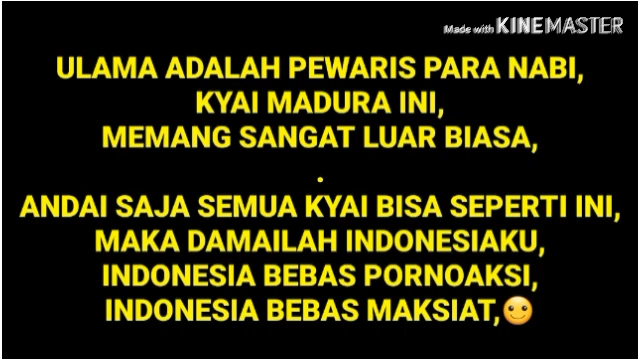 Made with KINEMASTER
ULAMA ADALAH PEWARIS PARA NABI,
KYAI MADURA INI,
MEMANG SANGAT LUAR BIASA,
.
ANDAI SAJA SEMUA KYAI BISA SEPERTI INI,
MAKA DAMAILAH INDONESIAKU,
INDONESIA BEBAS PORNOAKSI,
INDONESIA BEBAS MAKSIAT,🙂